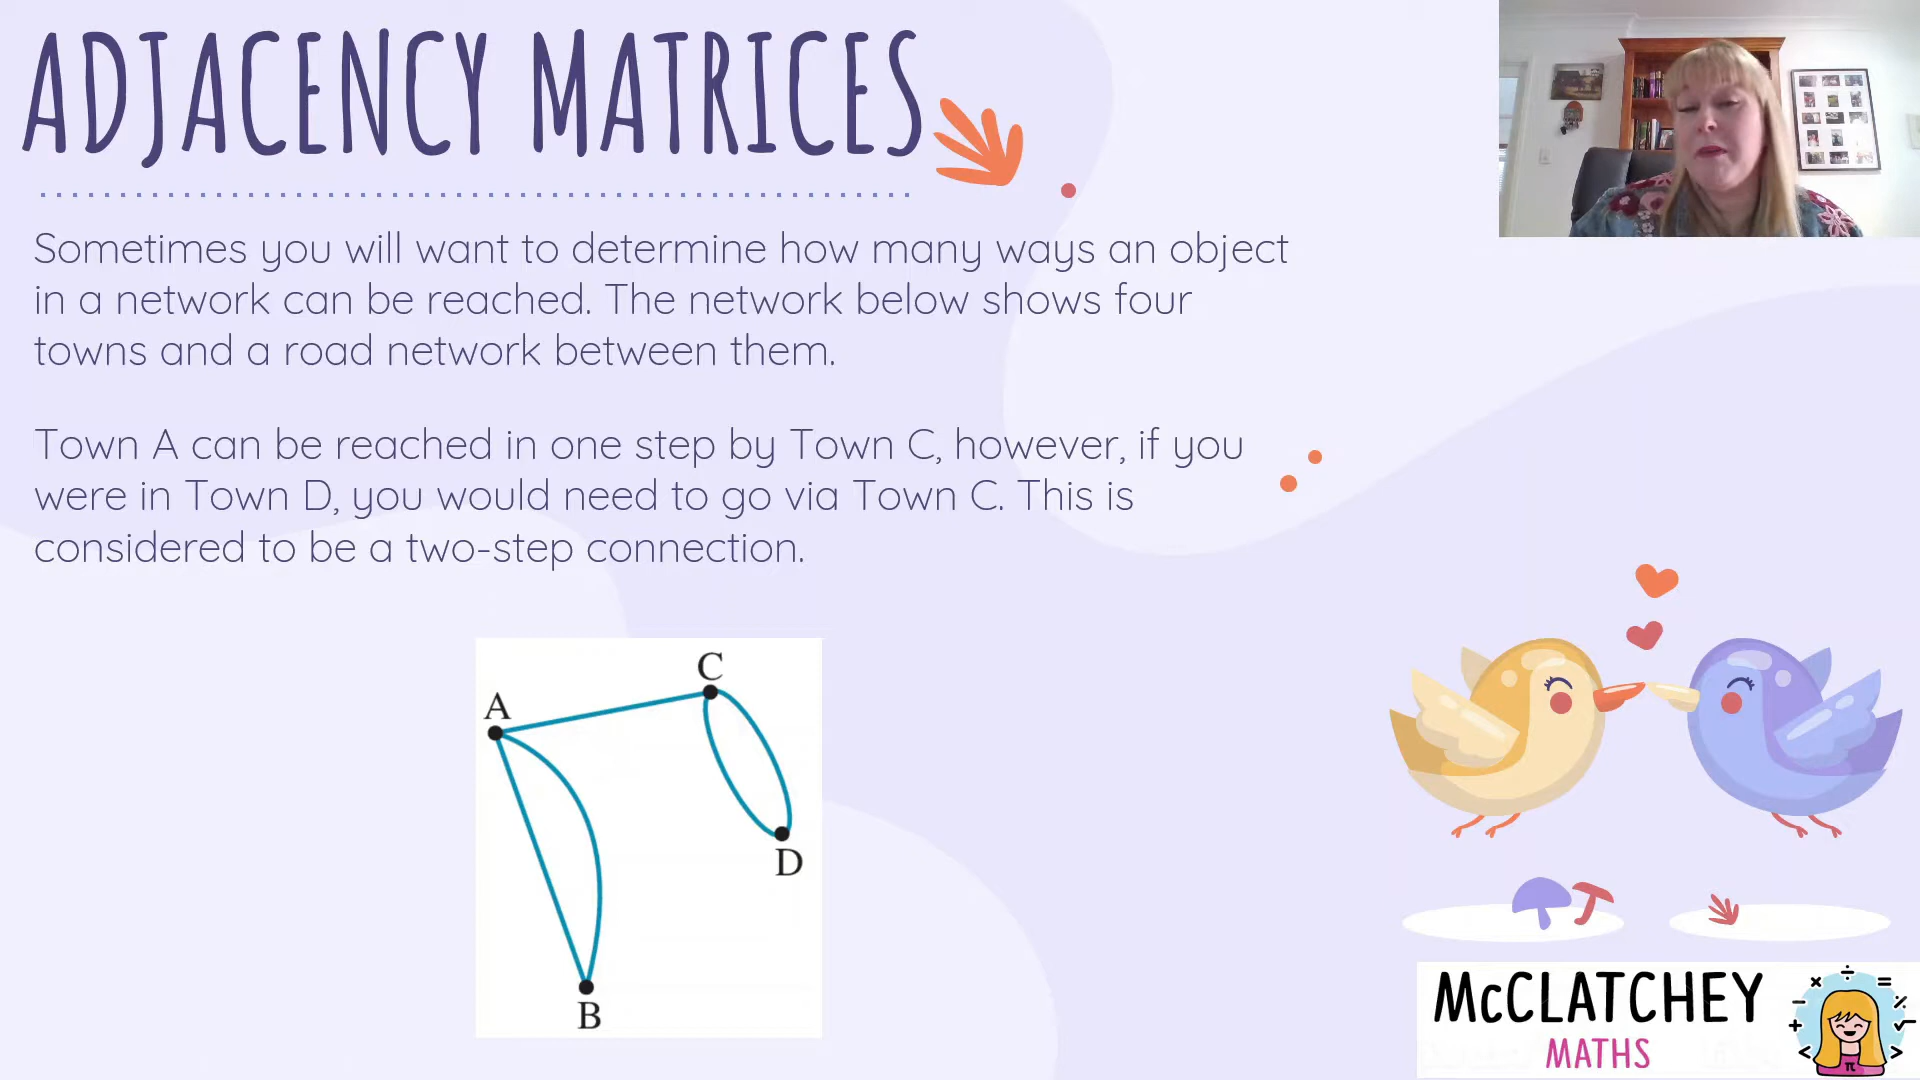 ADJACENCY MATRICES
Sometimes you will want to determine how many ways an object
in a network can be reached. The network below shows four
towns and a road network between them.
Town A can be reached in one step by Town C, however, if you
were in Town D, you would need to go via Town C. This is
considered to be a two-step connection.
C
A
D
B
McCLATCHEY
MATHS